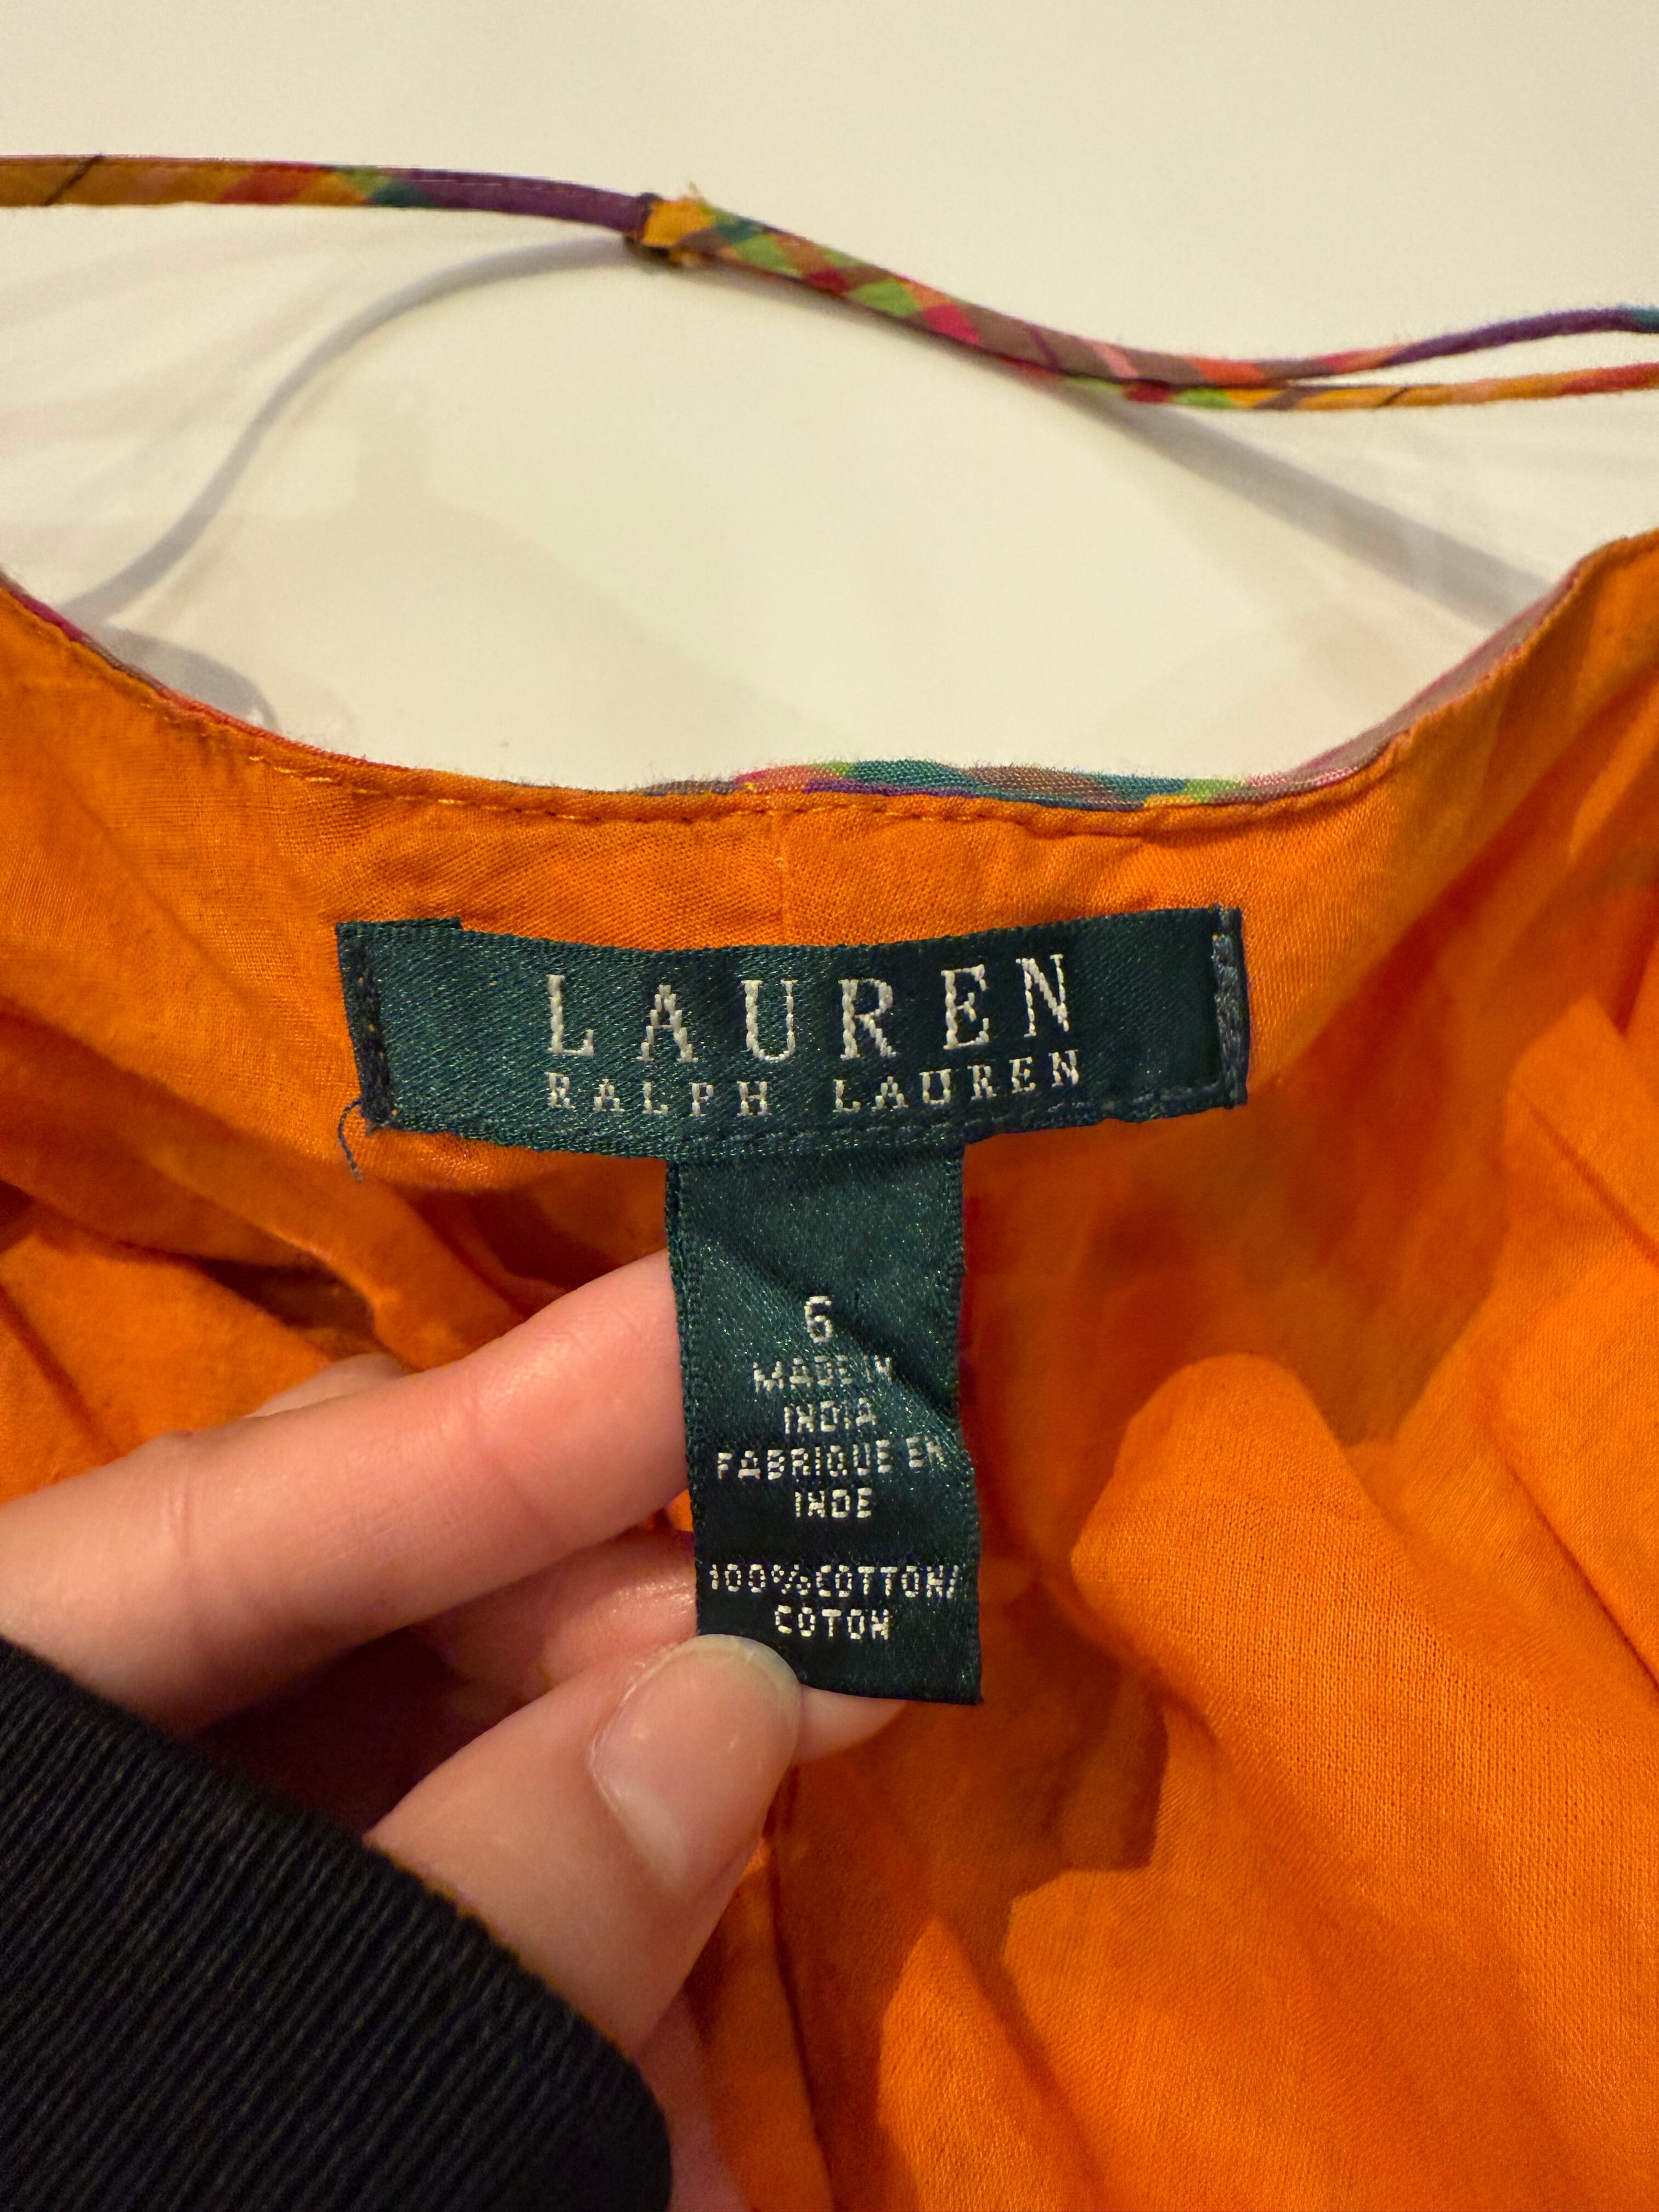 LAUREN
RALPH LAUREN
6
MADE IN
INDIA
FABRIQUE EN
INDE
100%COTTON/
COTON